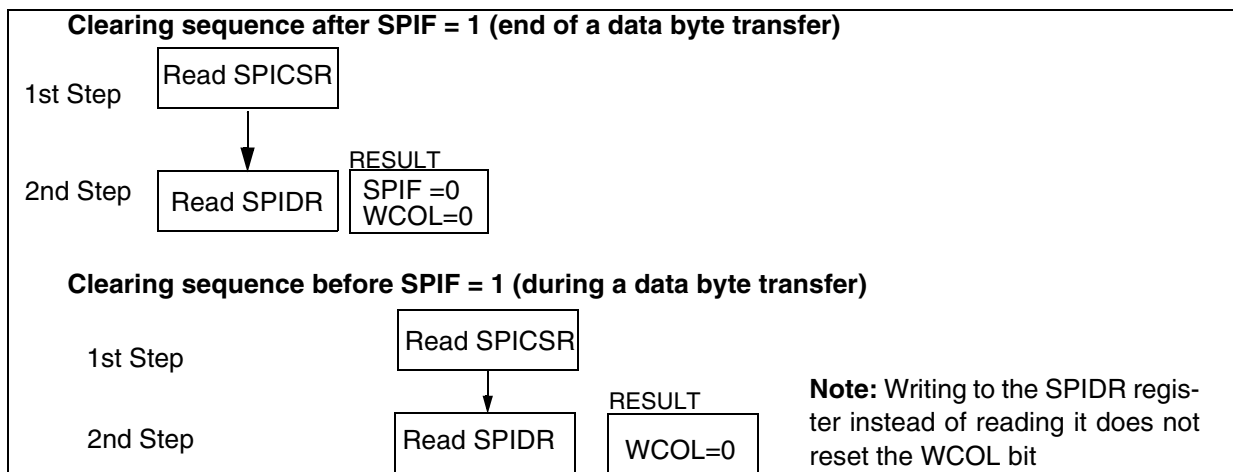 Clearing sequence after SPIF = 1 (end of a data byte transfer)
1st Step
Read SPICSR
2nd Step
Read SPIDR
RESULT
SPIF =0
WCOL=0
Clearing sequence before SPIF = 1 (during a data byte transfer)
1st Step
Read SPICSR
2nd Step
Read SPIDR
RESULT
WCOL=0
Note: Writing to the SPIDR regis-
ter instead of reading it does not
reset the WCOL bit